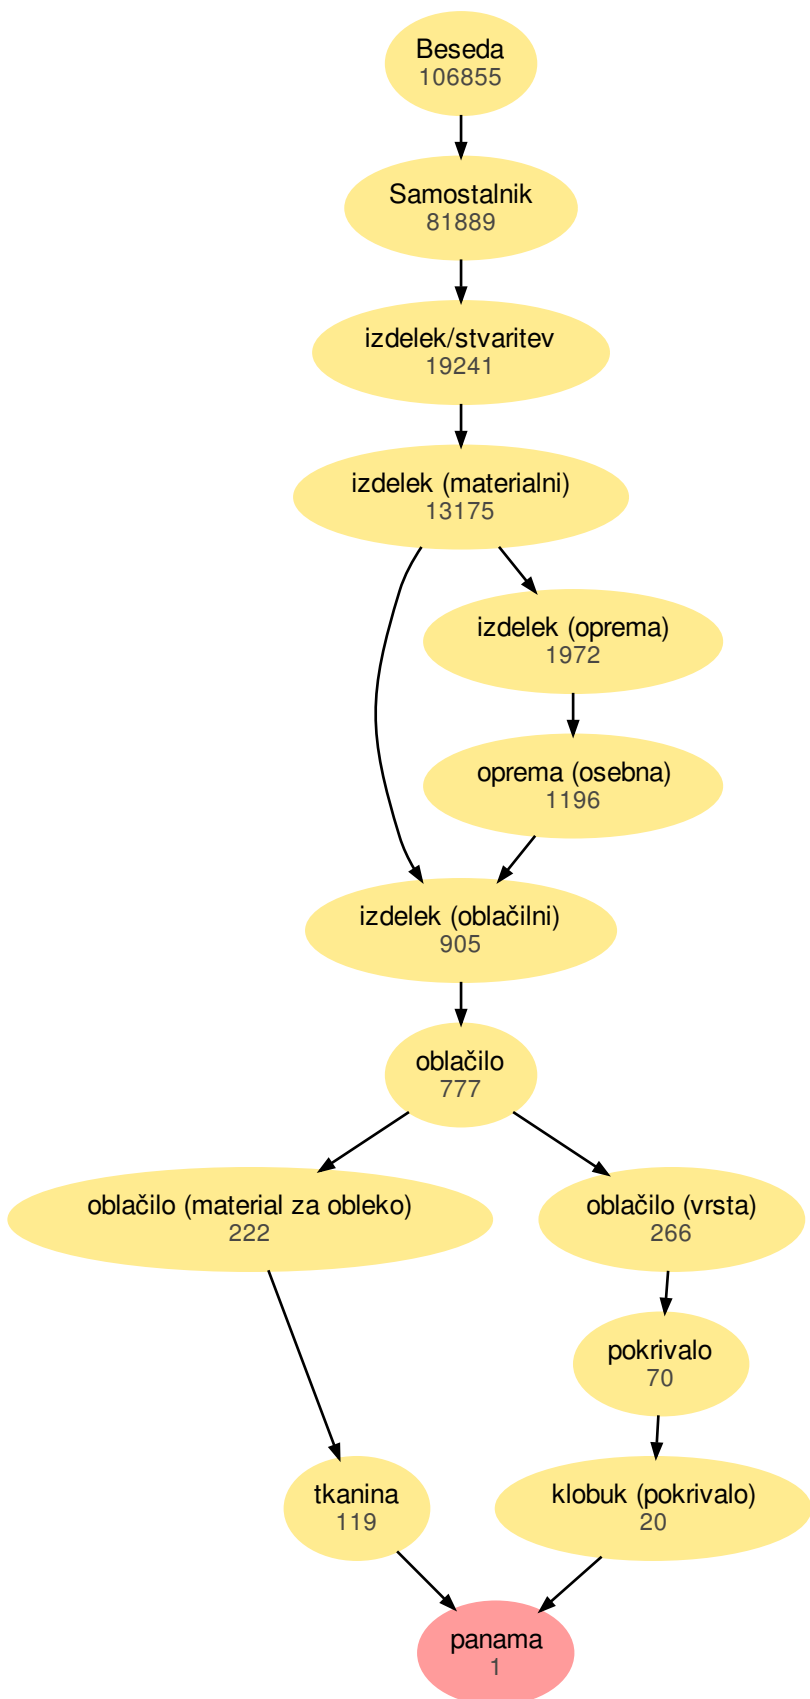 Beseda
106855
Samostalnik
81889
izdelek/stvaritev
19241
izdelek (materialni)
13175
izdelek (oprema)
1972
oprema (osebna)
1196
izdelek (oblačilni)
905
oblačilo
777
oblačilo (material za obleko)
222
oblačilo (vrsta)
266
pokrivalo
70
tkanina
119
klobuk (pokrivalo)
20
panama
1